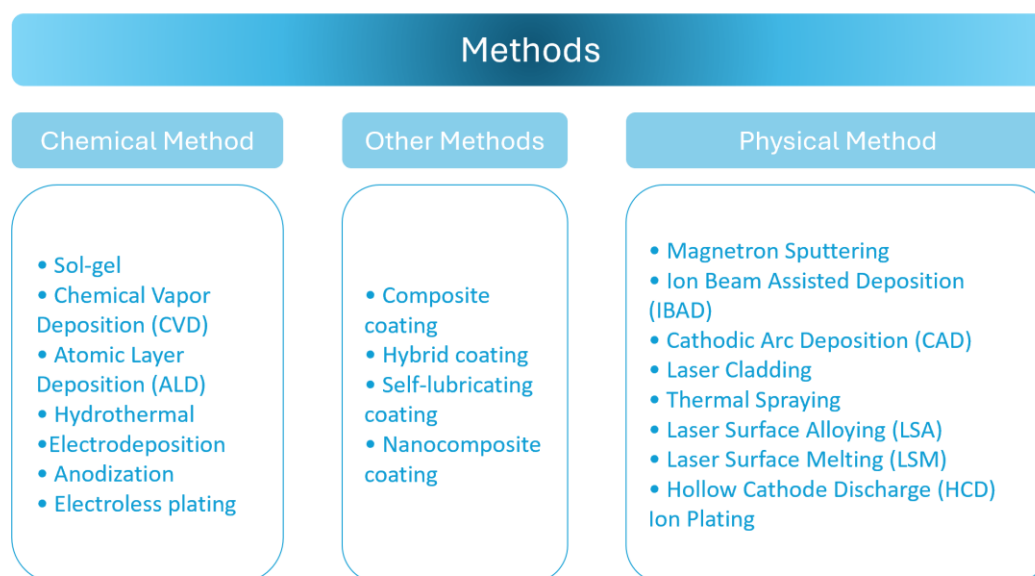 Methods
Chemical Method
• Sol-gel
• Chemical Vapor
Deposition (CVD)
• Atomic Layer
Deposition (ALD)
• Hydrothermal
•Electrodeposition
• Anodization
• Electroless plating
Other Methods
• Composite
coating
• Hybrid coating
• Self-lubricating
coating
• Nanocomposite
coating
Physical Method
• Magnetron Sputtering
• Ion Beam Assisted Deposition
(IBAD)
• Cathodic Arc Deposition (CAD)
• Laser Cladding
• Thermal Spraying
• Laser Surface Alloying (LSA)
• Laser Surface Melting (LSM)
• Hollow Cathode Discharge (HCD)
Ion Plating